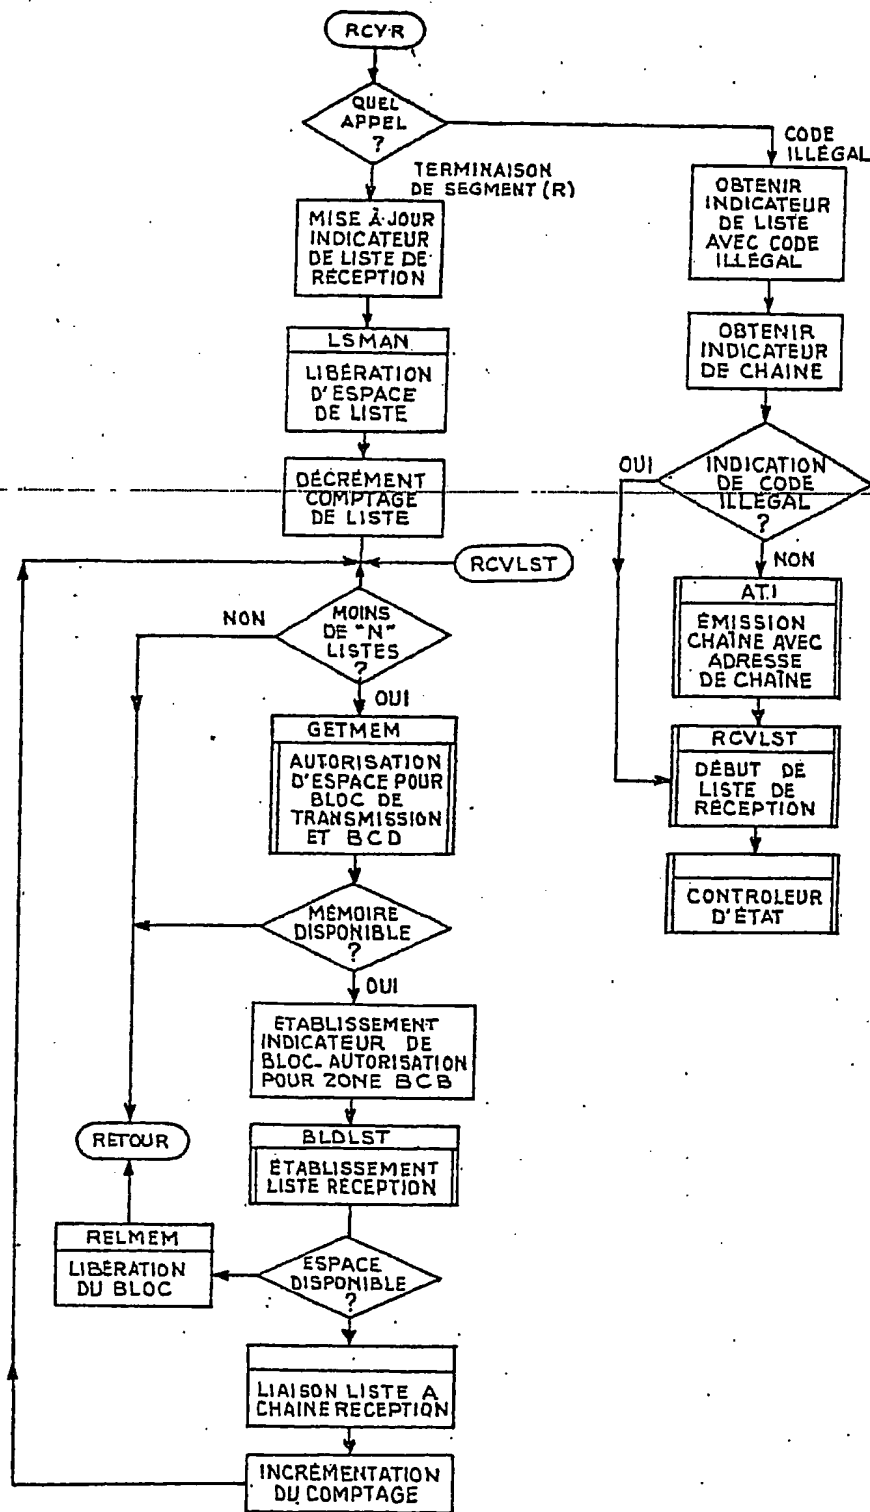 RCY·R
QUEL
APPEL
?
CODE
ILLÉGAL
TERMINAISON
DE SEGMENT (R)
MISE À JOUR
INDICATEUR
DE LISTE DE
RÉCEPTION
OBTENIR
INDICATEUR
DE LISTE
AVEC CODE
ILLÉGAL
LSMAN
LIBÉRATION
D'ESPACE
DE LISTE
OBTENIR
INDICATEUR
DE CHAINE
DÉCRÉMENT
COMPTAGE
DE LISTE
OUI
INDICATION
DE CODE
ILLÉGAL
?
NON
RCVLST
NON
MOINS
DE "N"
LISTES
?
OUI
AT.I
ÉMISSION
CHAÎNE AVEC
ADRESSE
DE CHAÎNE
GETMEM
AUTORISATION
D'ESPACE POUR
BLOC DE
TRANSMISSION
ET BCD
RCVLST
DÉBUT DE
LISTE DE
RÉCEPTION
CONTROLEUR
D'ÉTAT
MÉMOIRE
DISPONIBLE
?
OUI
ÉTABLISSEMENT
INDICATEUR DE
BLOC-AUTORISATION
POUR ZONE BCB
RETOUR
BLDLST
ÉTABLISSEMENT
LISTE RÉCEPTION
RELMEM
LIBÉRATION
DU BLOC
ESPACE
DISPONIBLE
?
LIAISON LISTE A
CHAINE RECEPTION
INCRÉMENTATION
DU COMPTAGE